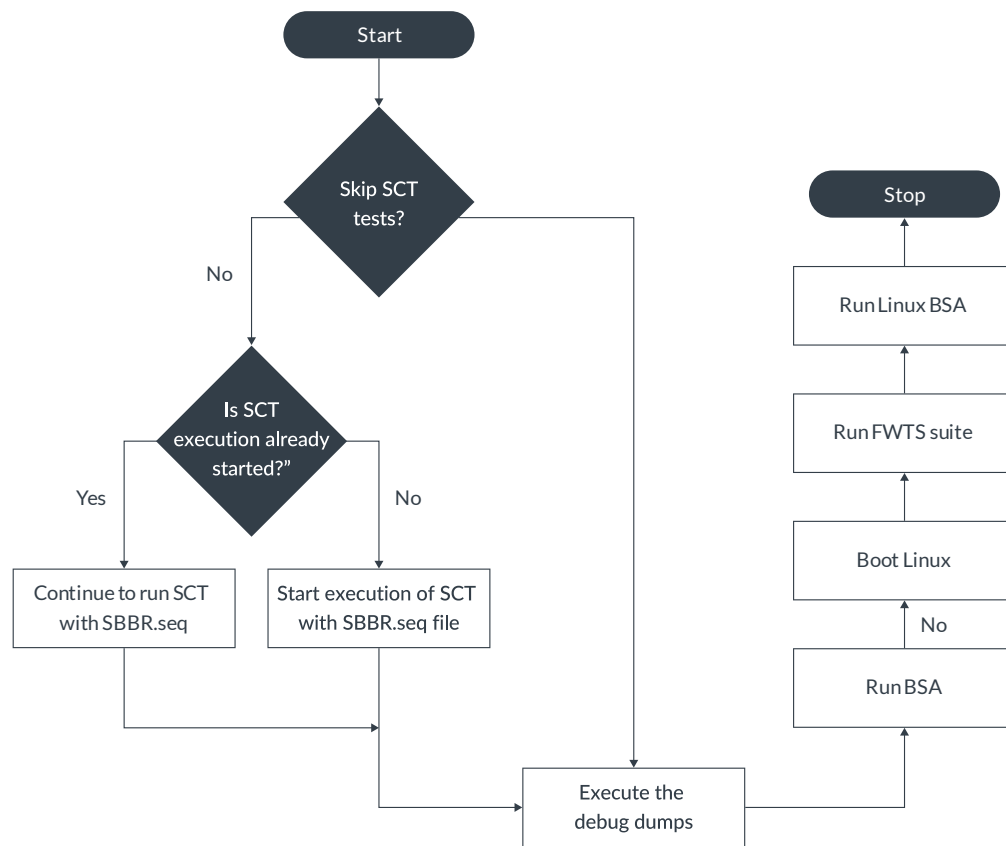 Start
Skip SCT
tests?
No
Is SCT
execution already
started?”
Yes
No
Continue to run SCT
with SBBR.seq
Start execution of SCT
with SBBR.seq file
Execute the
debug dumps
Run BSA
No
Boot Linux
Run FWTS suite
Run Linux BSA
Stop